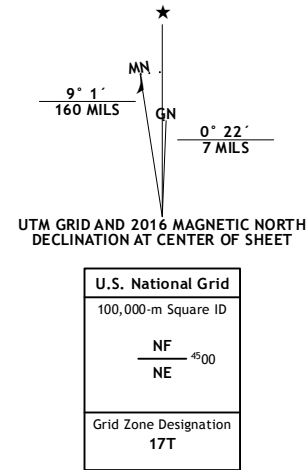 ★
MN
GN
9° 1´
160 MILS
0° 22´
7 MILS
UTM GRID AND 2016 MAGNETIC NORTH
DECLINATION AT CENTER OF SHEET
U.S. National Grid
100,000-m Square ID
NF
4500
NE
Grid Zone Designation
17T